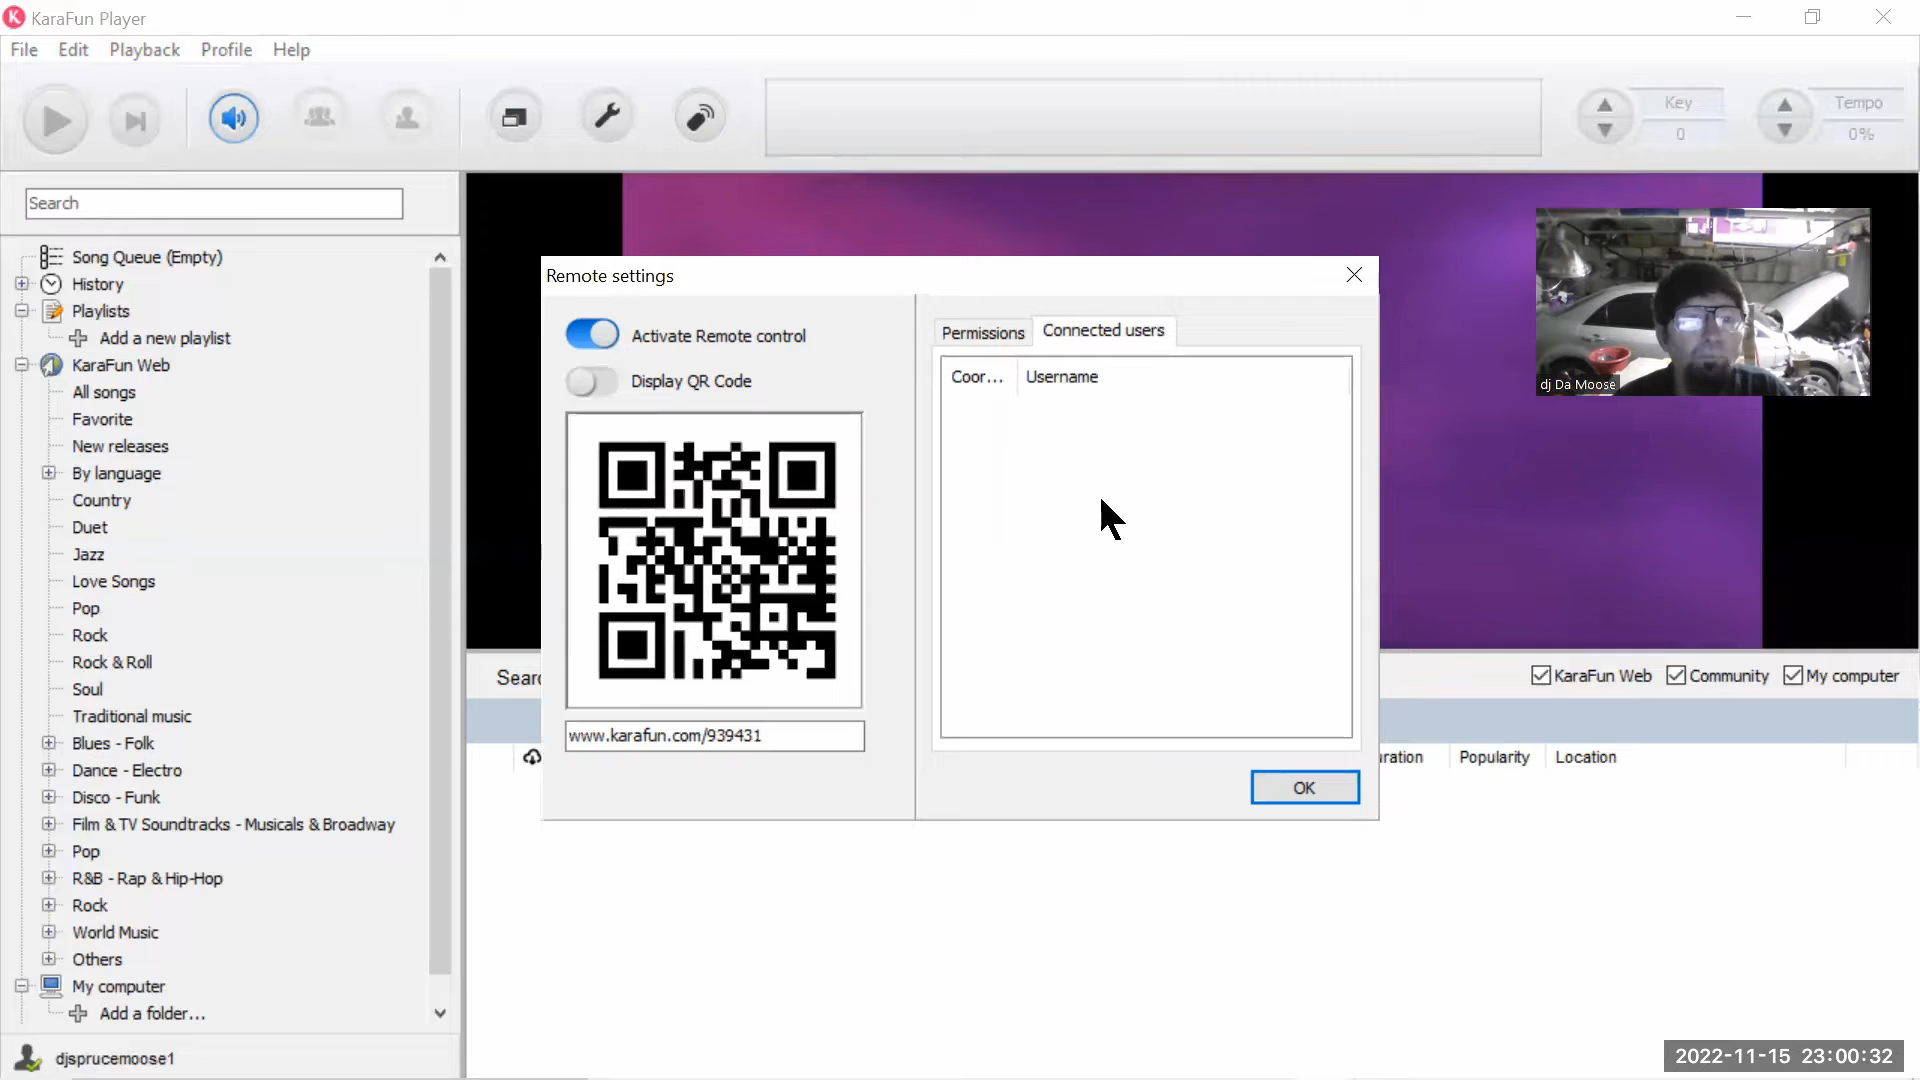 KaraFun Player
File Edit Playback Profile Help
Key
0
Tempo
0%
Search
Song Queue (Empty)
History
Playlists
Add a new playlist
KaraFun Web
All songs
Favorite
New releases
By language
Country
Duet
Jazz
Love Songs
Pop
Rock
Rock & Roll
Soul
Traditional music
Blues - Folk
Dance - Electro
Disco - Funk
Film & TV Soundtracks - Musicals & Broadway
Pop
R&B - Rap & Hip-Hop
Rock
World Music
Others
My computer
Add a folder...
djsprucemoose1
Remote settings
Activate Remote control
Display QR Code
www.karafun.com/939431
Permissions Connected users
Coor... Username
OK
dj Da Moose
Searc
KaraFun Web Community My computer
uration Popularity Location
2022-11-15 23:00:32